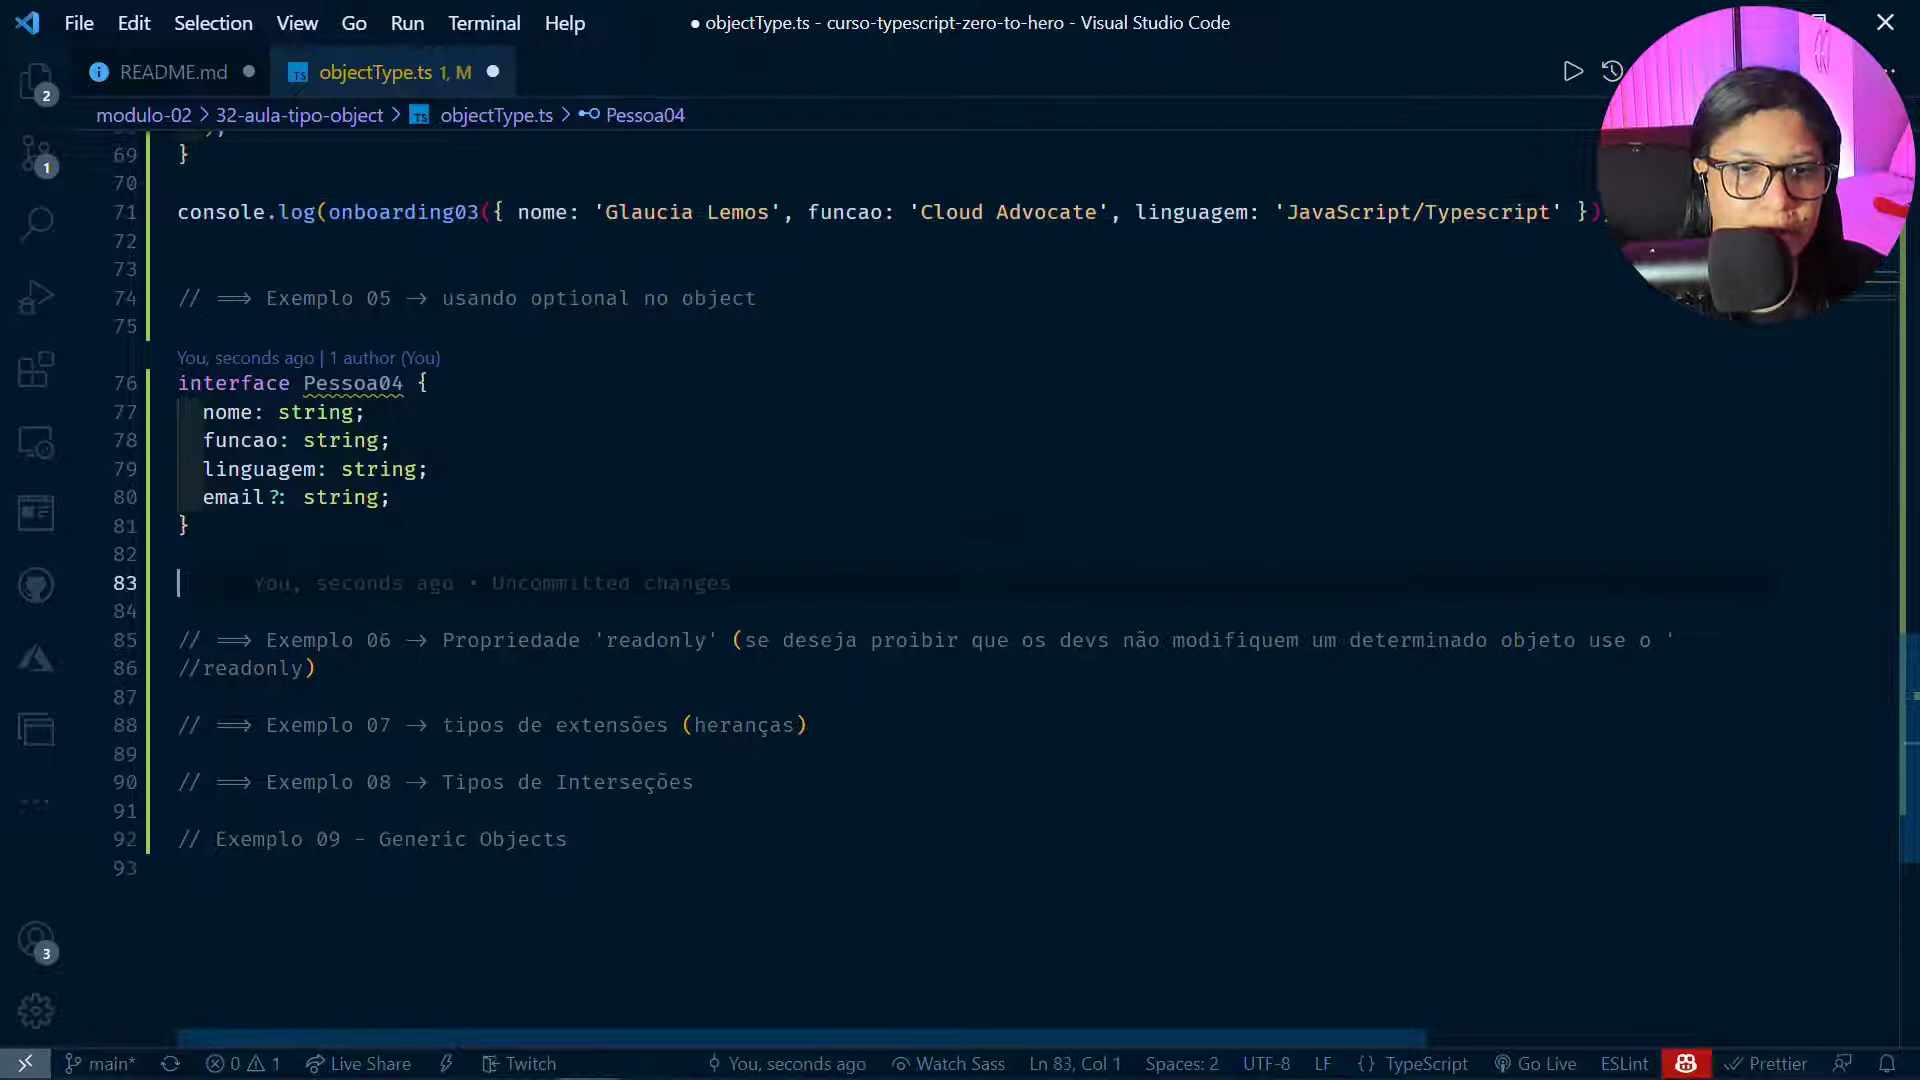 File Edit Selection View Go Run Terminal Help
● objectType.ts - curso-typescript-zero-to-hero - Visual Studio Code
README.md
TS objectType.ts 1, M
modulo-02 > 32-aula-tipo-object > TS objectType.ts > Pessoa04
69 }
70
71 console.log(onboarding03({ nome: 'Glaucia Lemos', funcao: 'Cloud Advocate', linguagem: 'JavaScript/Typescript' })
72
73
74 // ==> Exemplo 05 -> usando optional no object
75
You, seconds ago | 1 author (You)
76 interface Pessoa04 {
77 nome: string;
78 funcao: string;
79 linguagem: string;
80 email?: string;
81 }
82
83 You, seconds ago • Uncommitted changes
84
85 // ==> Exemplo 06 -> Propriedade 'readonly' (se deseja proibir que os devs não modifiquem um determinado objeto use o '
86 //readonly)
87
88 // ==> Exemplo 07 -> tipos de extensões (heranças)
89
90 // ==> Exemplo 08 -> Tipos de Interseções
91
92 // Exemplo 09 - Generic Objects
93
2
1
3
main* 0 1 Live Share Twitch You, seconds ago Watch Sass Ln 83, Col 1 Spaces: 2 UTF-8 LF {} TypeScript Go Live ESLint Prettier